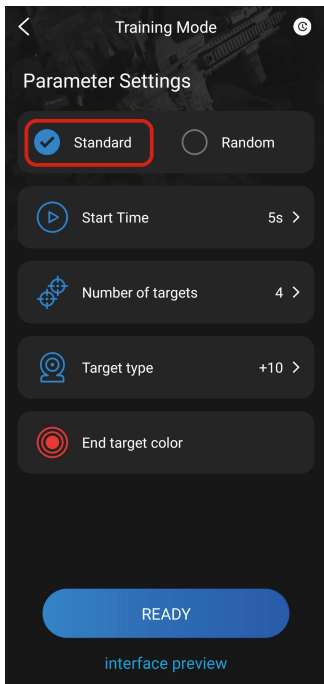 Training Mode
Parameter Settings
Standard
Random
Start Time 5s
Number of targets 4
Target type +10
End target color
READY
interface preview